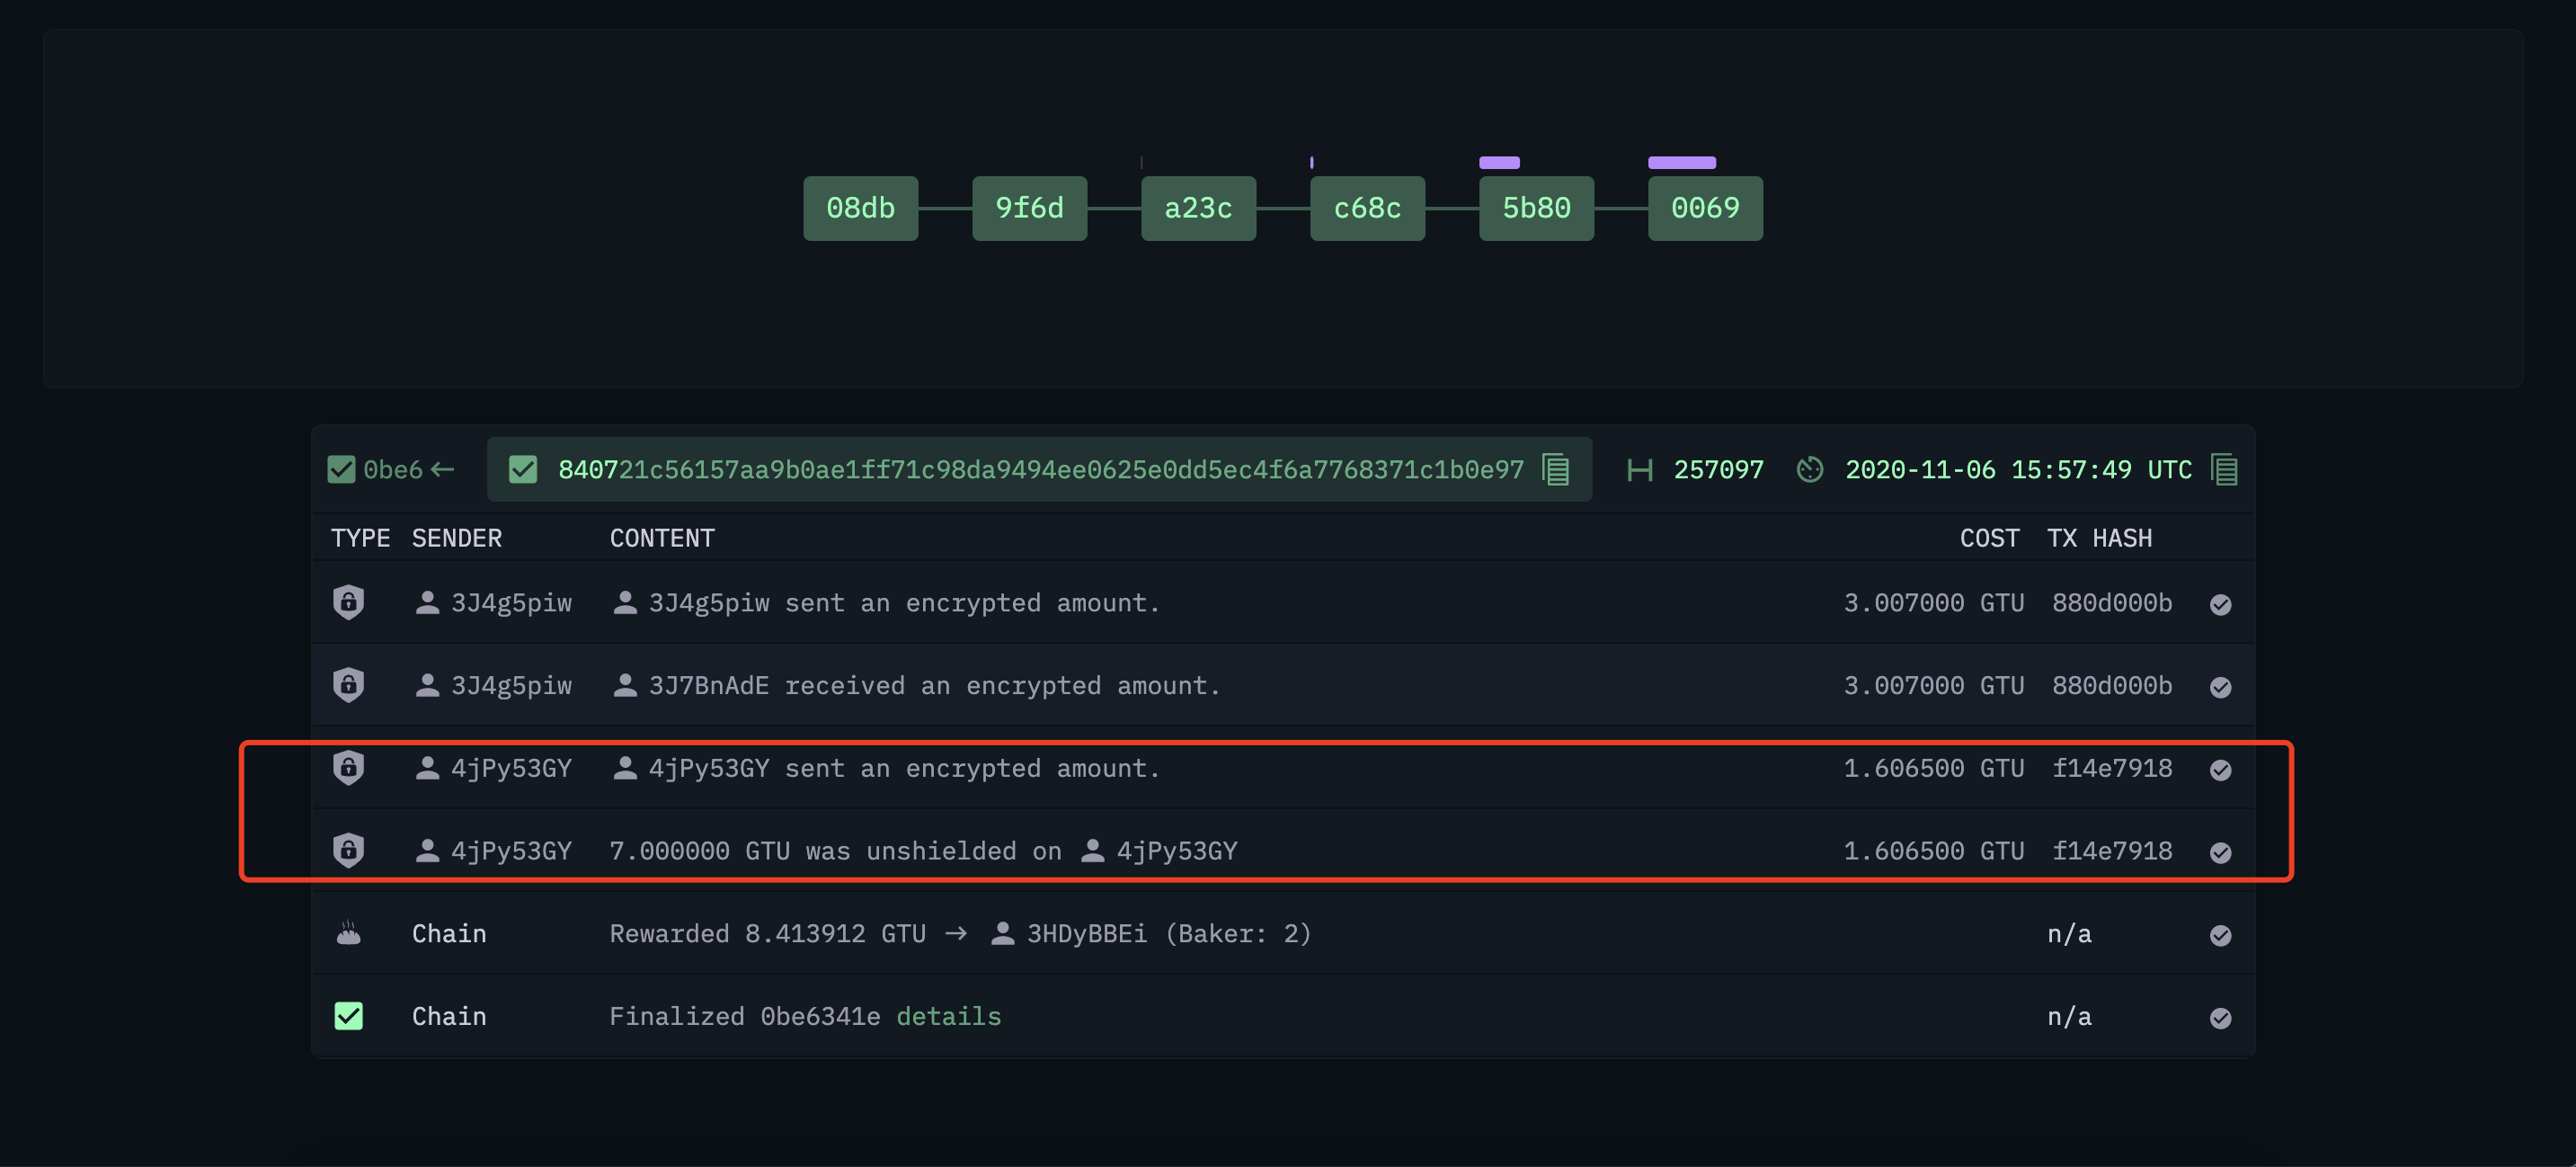 08db 9f6d a23c c68c 5b80 0069
0be6 ← 840721c56157aa9b0ae1ff71c98da9494ee0625e0dd5ec4f6a7768371c1b0e97 257097 2020-11-06 15:57:49 UTC
TYPE SENDER CONTENT COST TX HASH
3J4g5piw 3J4g5piw sent an encrypted amount. 3.007000 GTU 880d000b
3J4g5piw 3J7BnAdE received an encrypted amount. 3.007000 GTU 880d000b
4jPy53GY 4jPy53GY sent an encrypted amount. 1.606500 GTU f14e7918
4jPy53GY 7.000000 GTU was unshielded on 4jPy53GY 1.606500 GTU f14e7918
Chain Rewarded 8.413912 GTU → 3HDyBBEi (Baker: 2) n/a
Chain Finalized 0be6341e details n/a